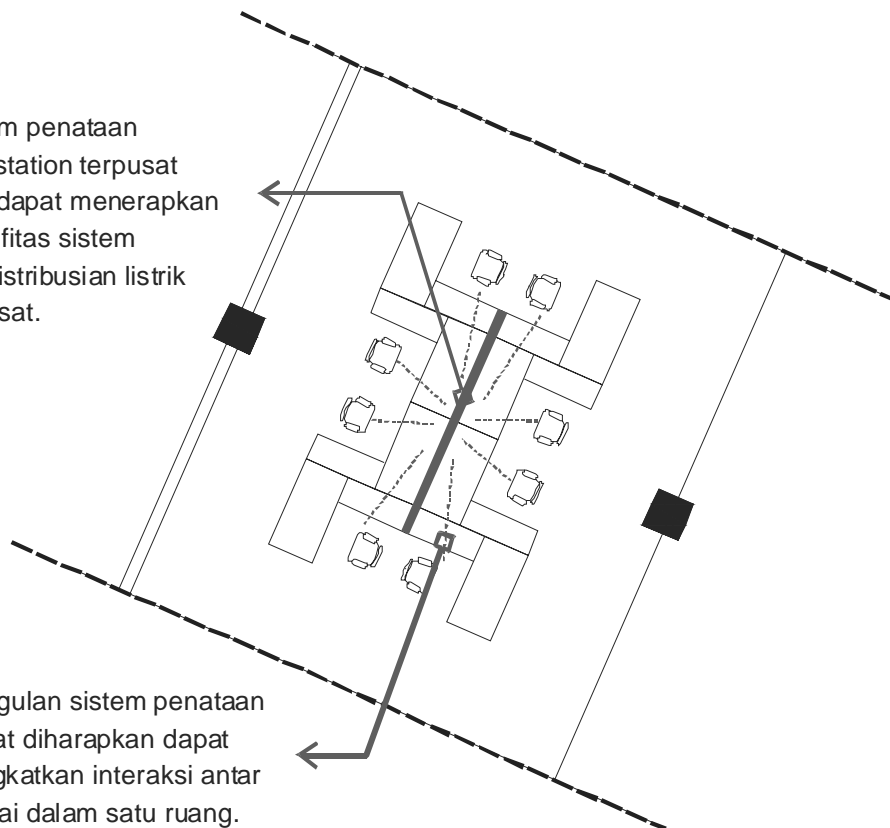 m penataan
station terpusat
dapat menerapkan
fitas sistem
istribusian listrik
sat.
gulan sistem penataan
at diharapkan dapat
gkatkan interaksi antar
ai dalam satu ruang.